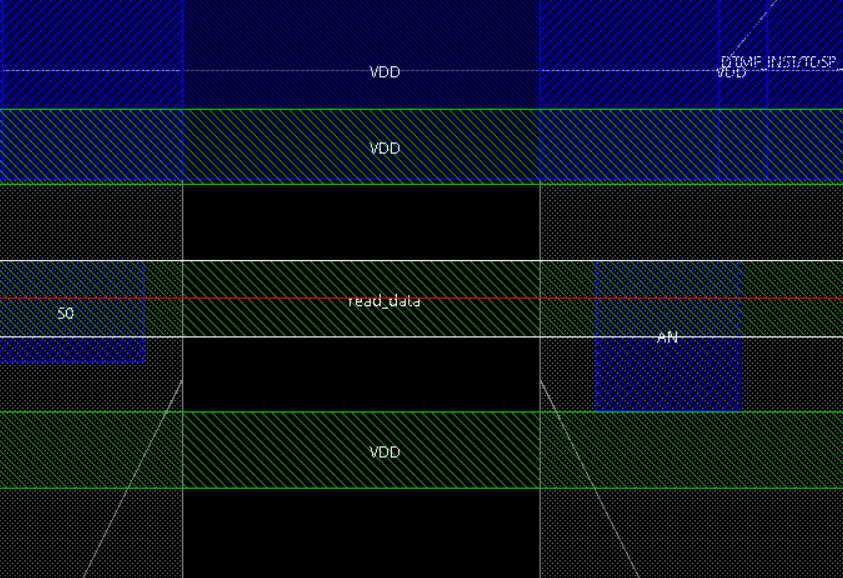 VDD
DTMF_INST/TDSP_
VDD
VDD
read_data
S0
AN
VDD